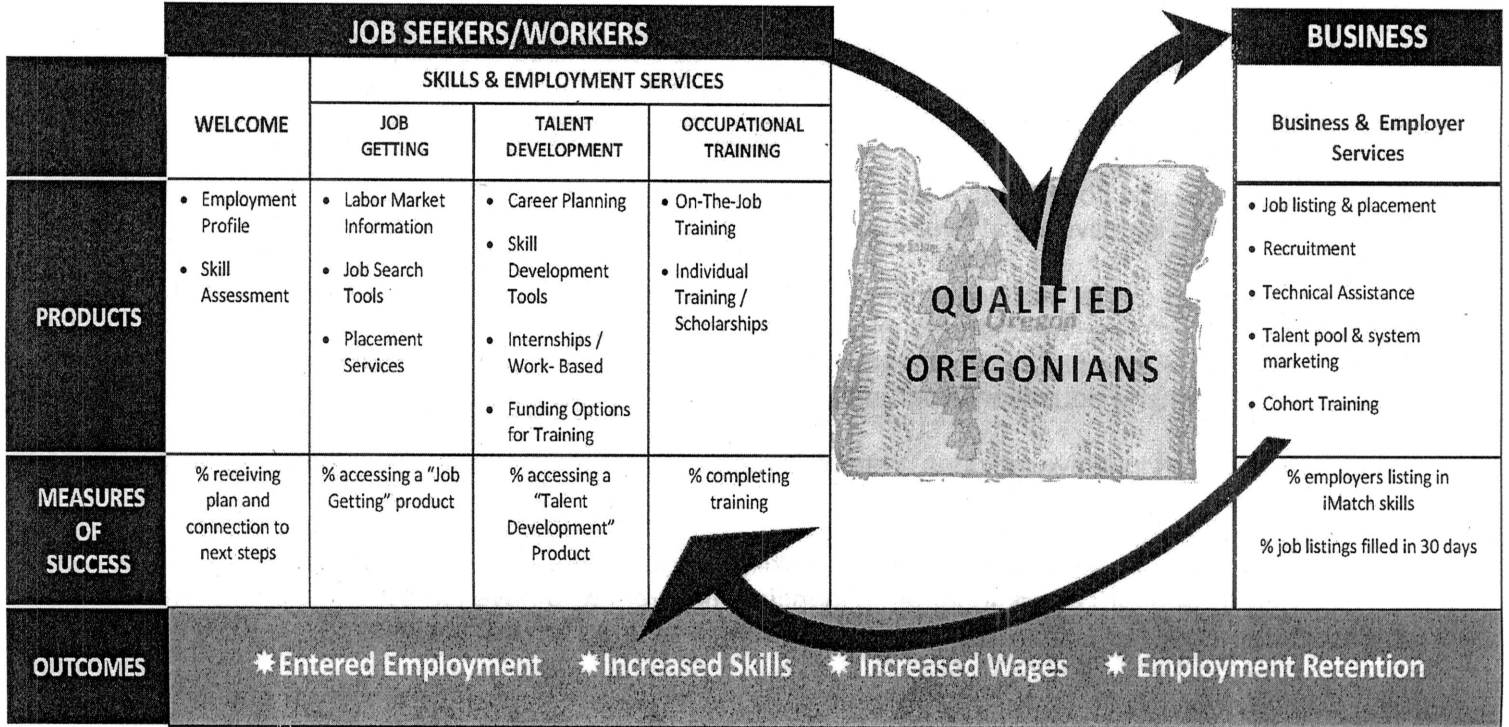 JOB SEEKERS/WORKERS
BUSINESS
SKILLS & EMPLOYMENT SERVICES
WELCOME
JOB
GETTING
TALENT
DEVELOPMENT
OCCUPATIONAL
TRAINING
Business & Employer
Services
PRODUCTS
• Employment
Profile
• Skill
Assessment
• Labor Market
Information
• Job Search
Tools
• Placement
Services
• Career Planning
• Skill
Development
Tools
• Internships /
Work- Based
• Funding Options
for Training
• On-The-Job
Training
• Individual
Training /
Scholarships
Oregon
QUALIFIED
OREGONIANS
• Job listing & placement
• Recruitment
• Technical Assistance
• Talent pool & system
marketing
• Cohort Training
MEASURES
OF
SUCCESS
% receiving
plan and
connection to
next steps
% accessing a "Job
Getting" product
% accessing a
"Talent
Development"
Product
% completing
training
% employers listing in
iMatch skills
% job listings filled in 30 days
OUTCOMES
✸Entered Employment ✸Increased Skills ✸Increased Wages ✸Employment Retention